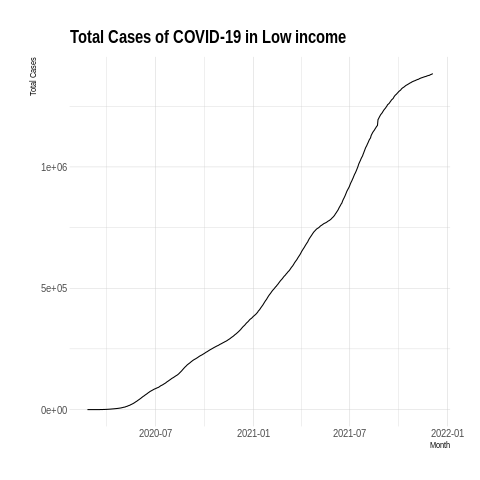 Total Cases of COVID-19 in Low income
Total Cases
1e+06
5e+05
0e+00
2020-07 2021-01 2021-07 2022-01
Month